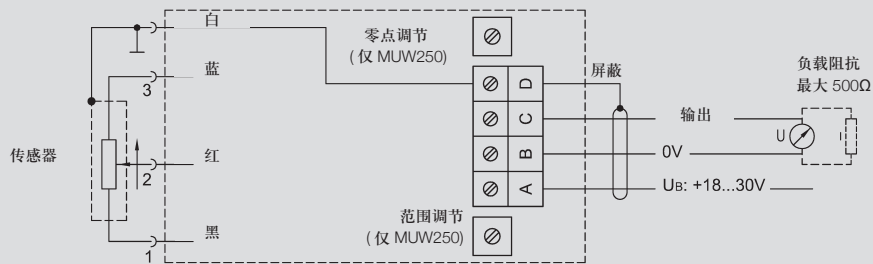 白
零点调节
(仅 MUW250)
蓝
3
屏蔽
负载阻抗
最大 500Ω
D
C
输出
U
I
传感器
红
2
B
0V
A
UB: +18...30V
范围调节
(仅 MUW250)
黑
1